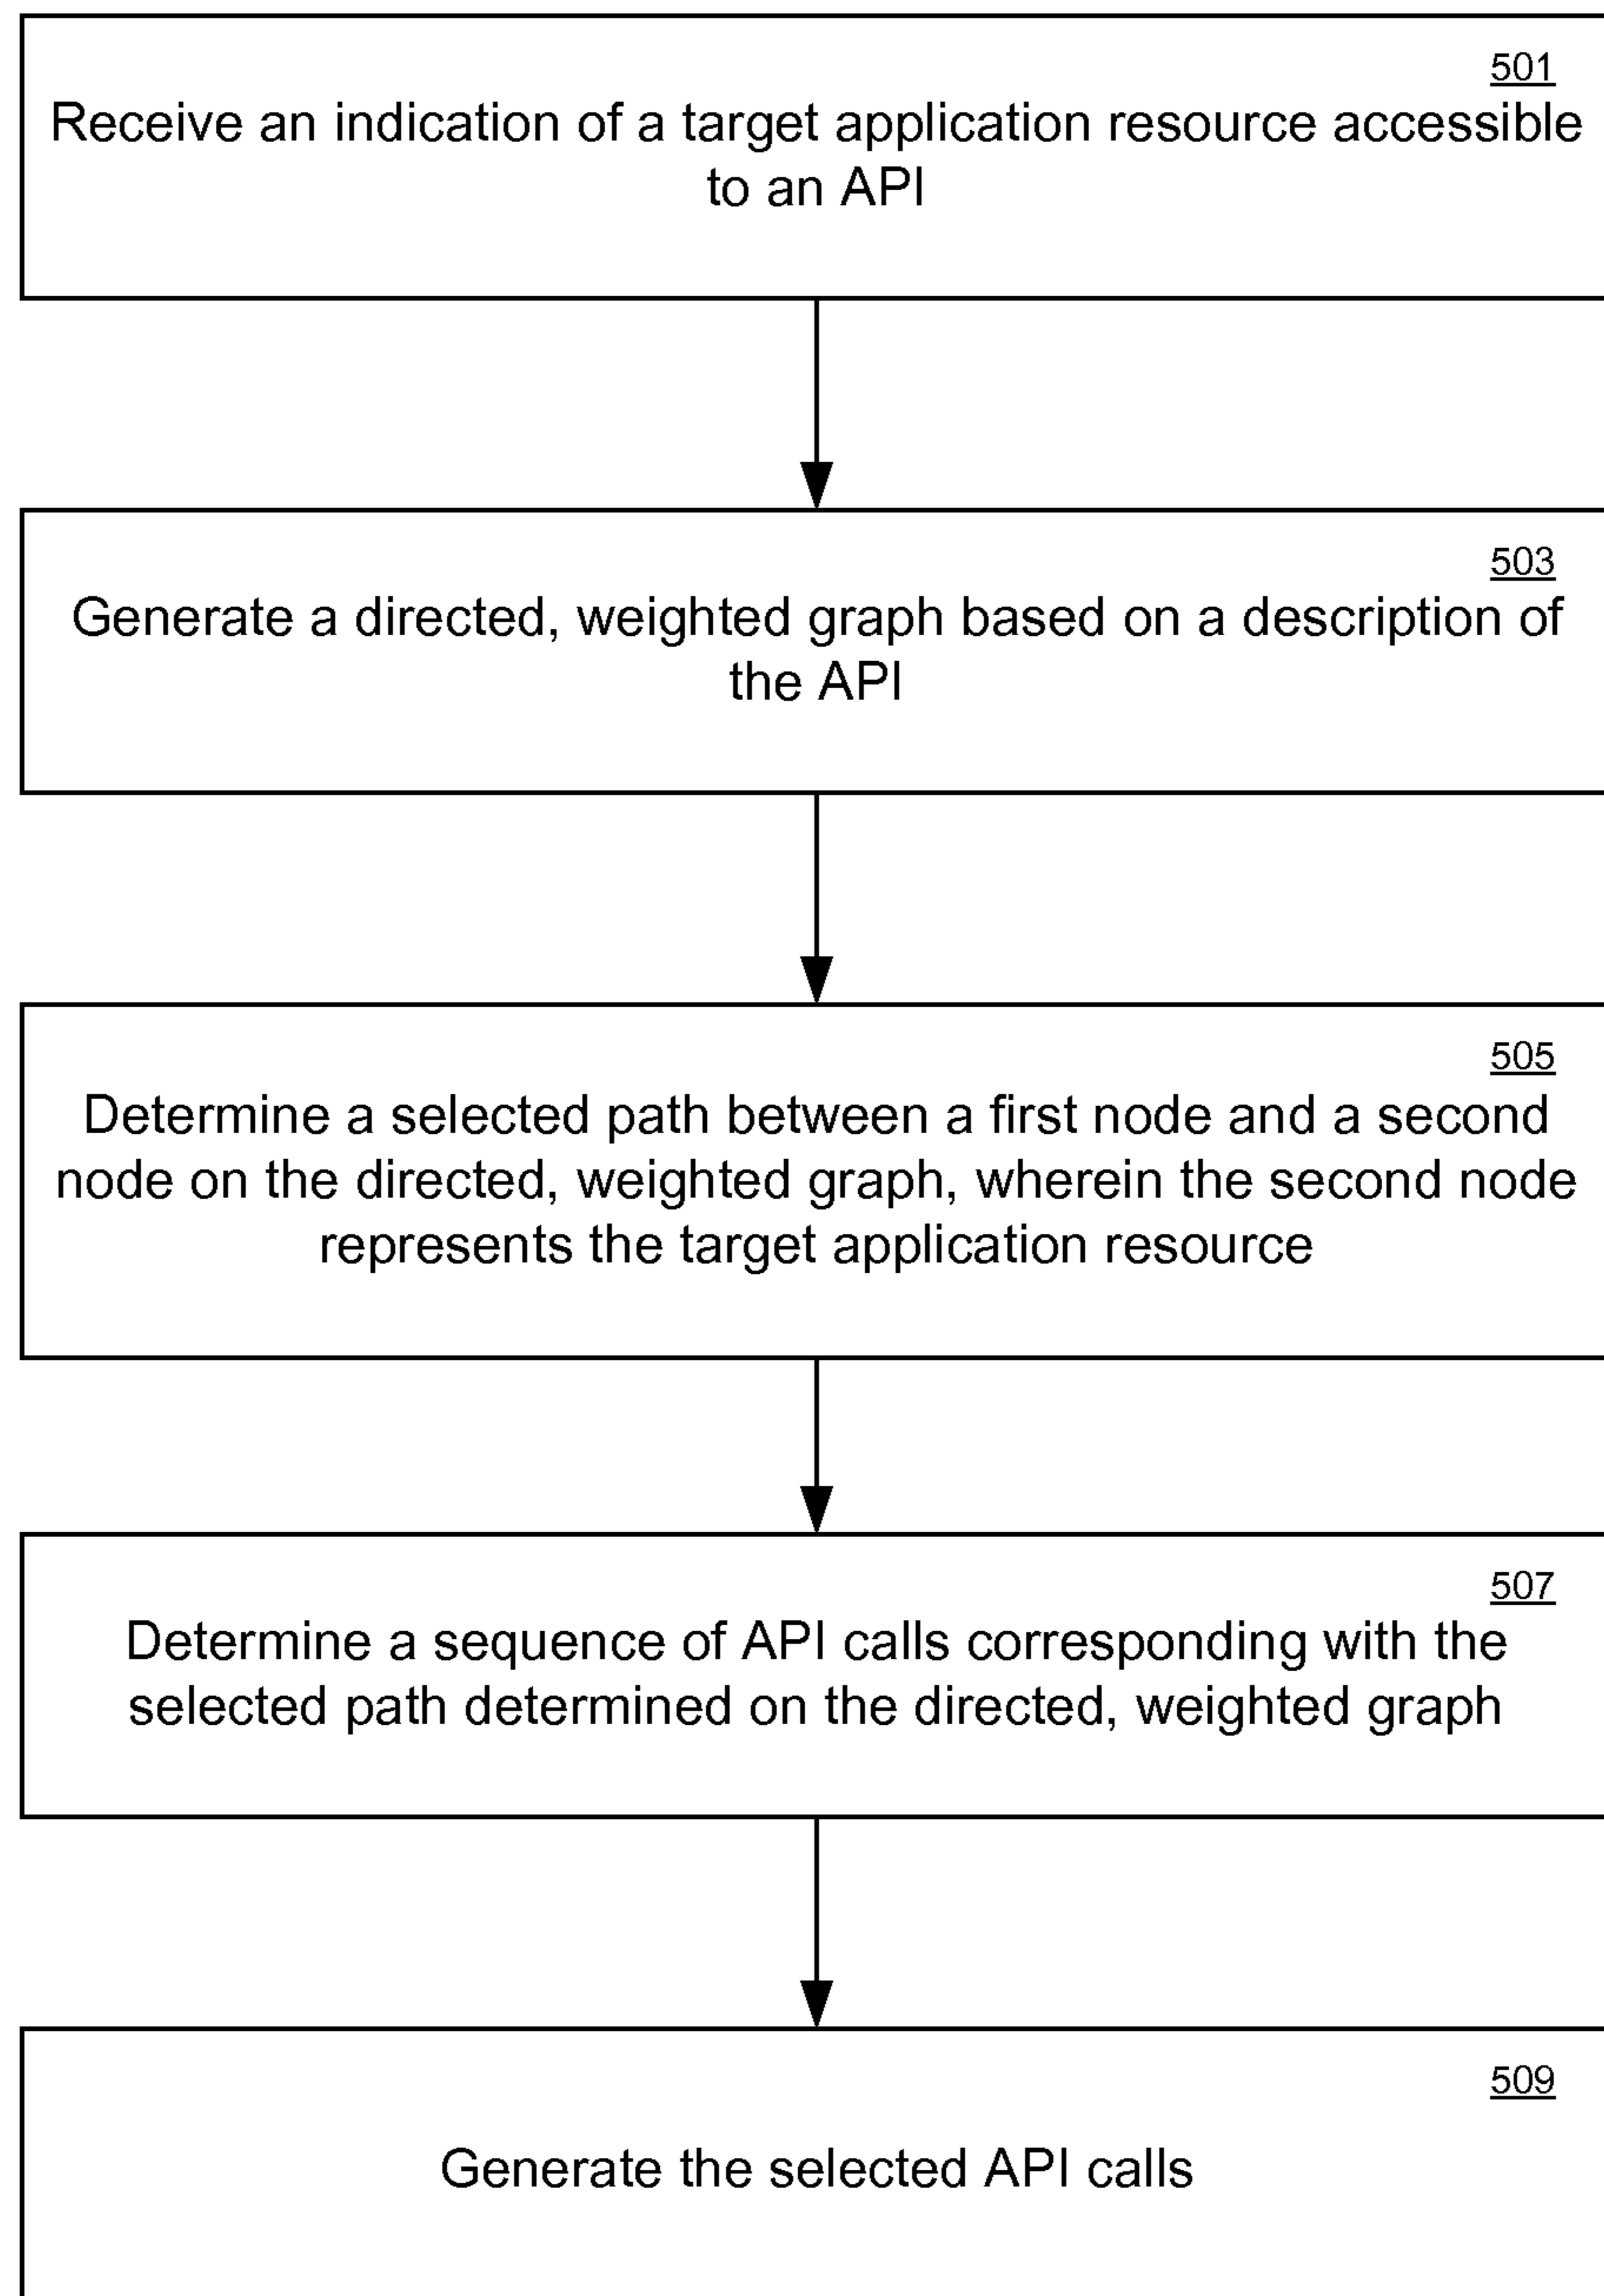 501
Receive an indication of a target application resource accessible
to an API
503
Generate a directed, weighted graph based on a description of
the API
505
Determine a selected path between a first node and a second
node on the directed, weighted graph, wherein the second node
represents the target application resource
507
Determine a sequence of API calls corresponding with the
selected path determined on the directed, weighted graph
509
Generate the selected API calls